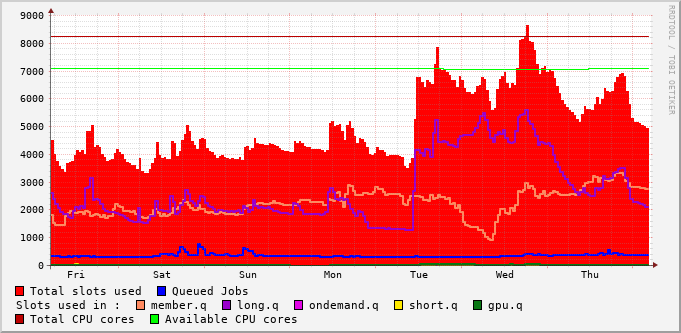 9000
8000
7000
6000
5000
4000
3000
2000
1000
0
Fri Sat Sun Mon Tue Wed Thu
Total slots used Queued Jobs
Slots used in : member.q long.q ondemand.q short.q gpu.q
Total CPU cores Available CPU cores
RRDTOOL / TOBI OETIKER